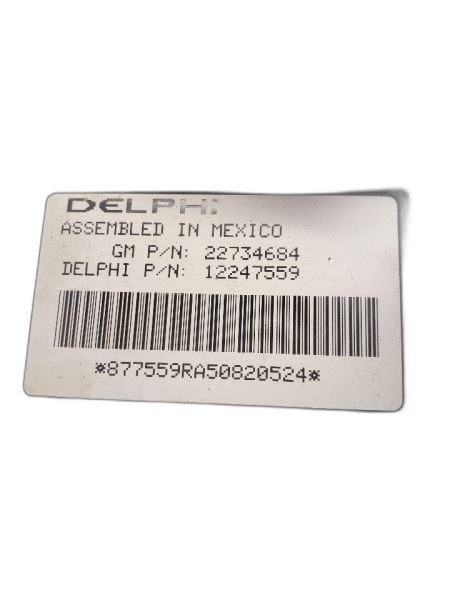 DELPHI
ASSEMBLED IN MEXICO
GM P/N: 22734684
DELPHI P/N: 12247559
*877559RA50820524*